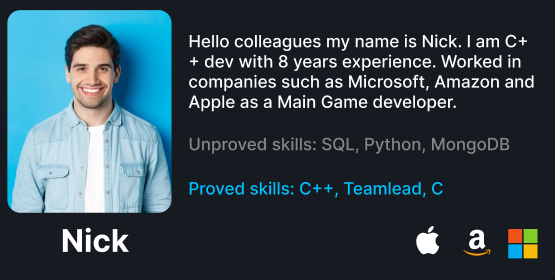 Hello colleagues my name is Nick. I am C+
+ dev with 8 years experience. Worked in
companies such as Microsoft, Amazon and
Apple as a Main Game developer.
Unproved skills: SQL, Python, MongoDB
Proved skills: C++, Teamlead, C
Nick
a